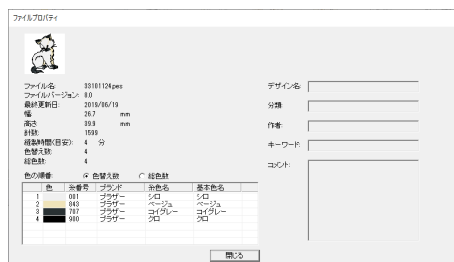 ファイルプロパティ
ファイル名: 33101124.pes
ファイルバージョン: 8.0
最終更新日: 2019/06/19
幅 26.7 mm
高さ 39.9 mm
針数: 1599
縫製時間(目安): 4 分
色替え数: 4
総色数: 4
色の順番: 色替え数 総色数
色 糸番号 ブランド 糸色名 基本色名
1 001 ブラザー シロ シロ
2 843 ブラザー ベージュ ベージュ
3 707 ブラザー コイグレー コイグレー
4 900 ブラザー クロ クロ
デザイン名:
分類:
作者:
キーワード:
コメント:
閉じる